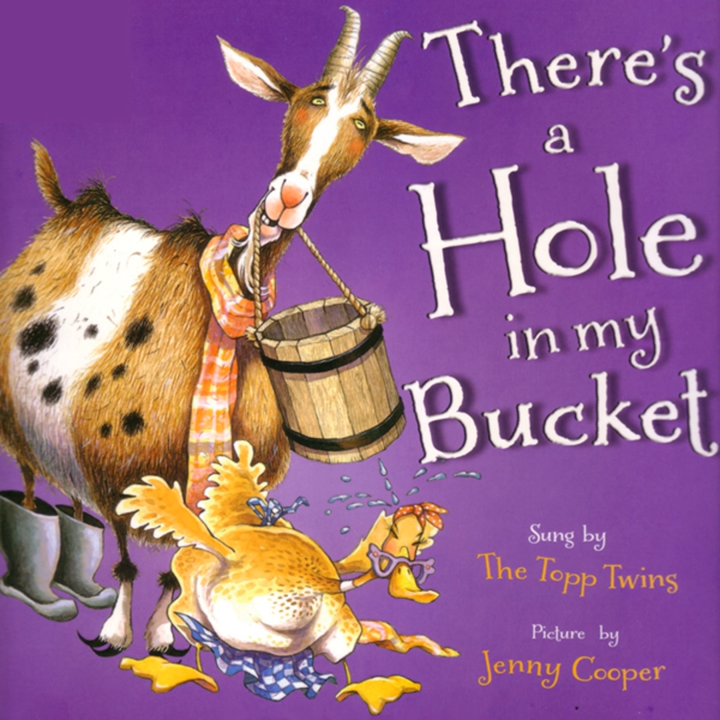 There's
a
Hole
in my
Bucket
Sung by
The Topp Twins
Picture by
Jenny Cooper